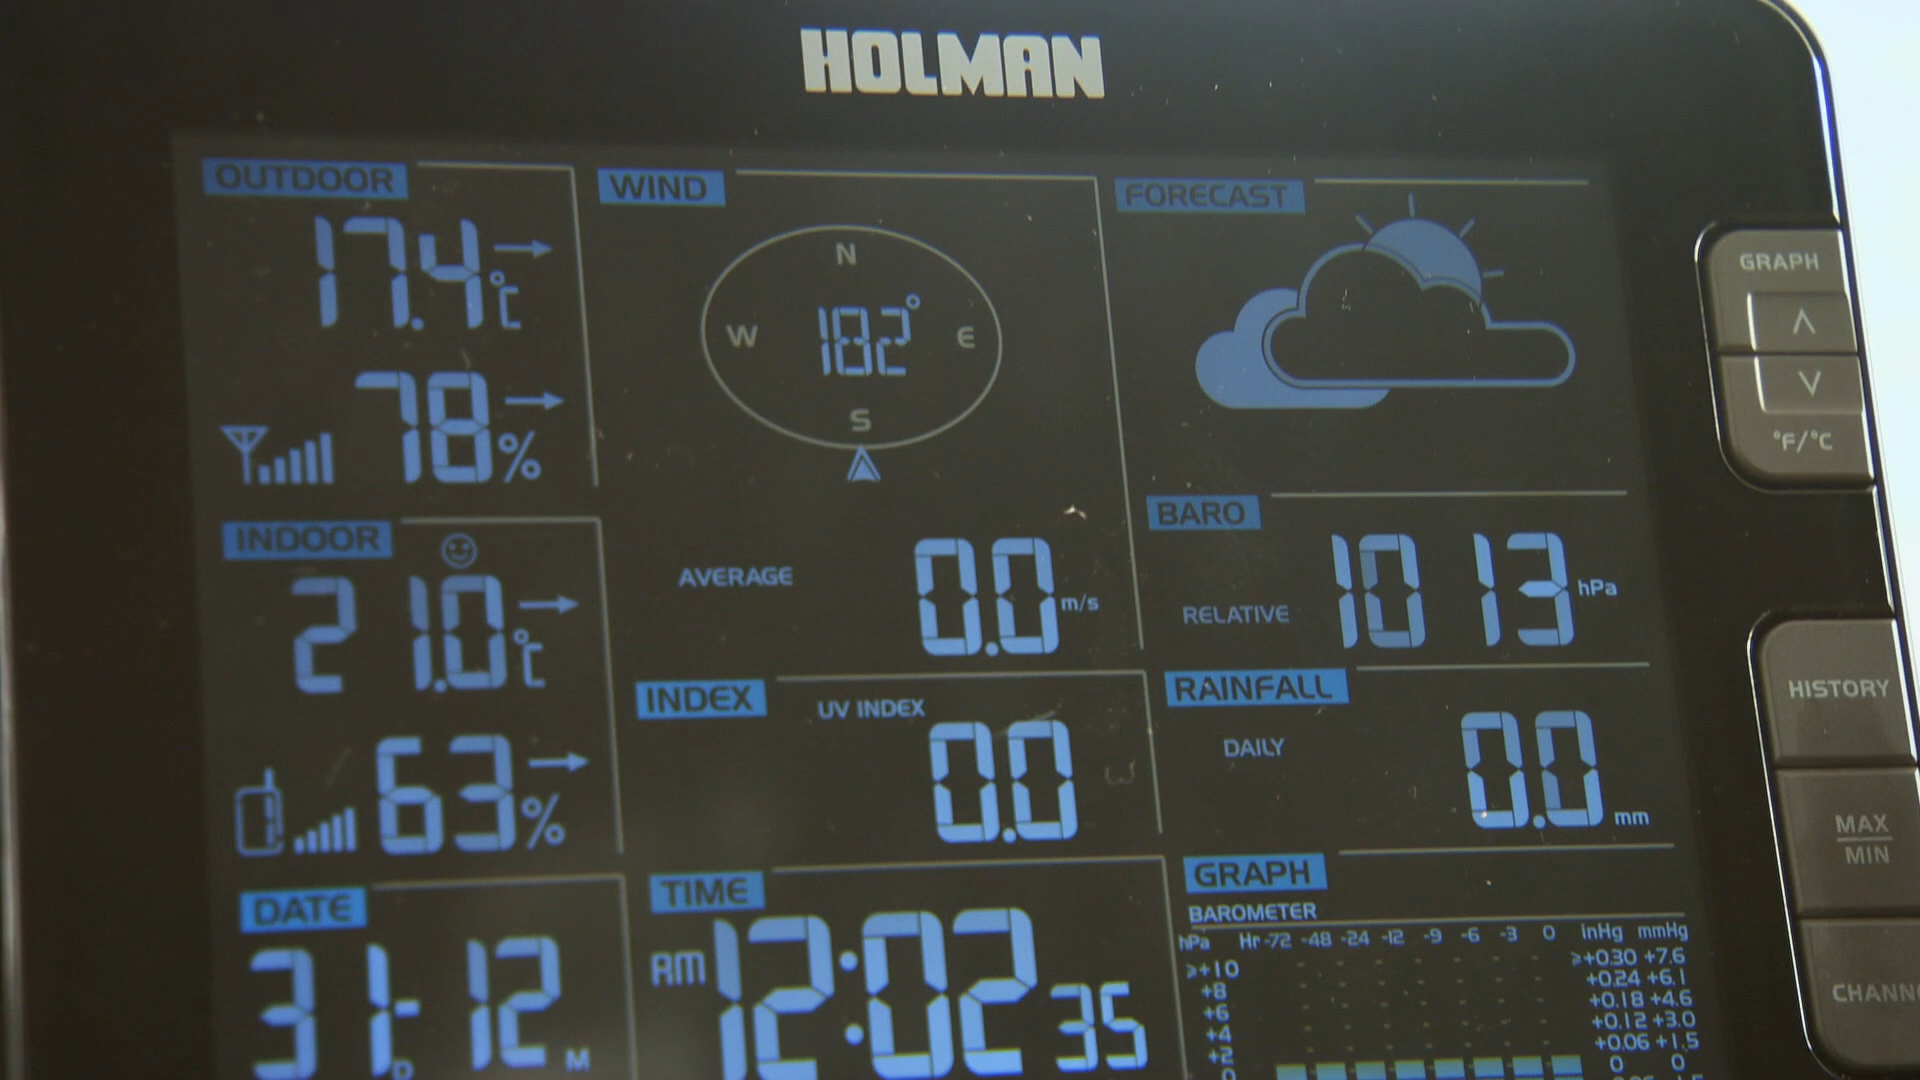 HOLMAN
OUTDOOR
17.4°C
78%
WIND
N
W 182° E
S
AVERAGE 0.0 m/s
FORECAST
BARO
RELATIVE 1013 hPa
INDOOR
21.0°C
63%
INDEX
UV INDEX
0.0
RAINFALL
DAILY
0.0 mm
DATE
31-12
D M
TIME
AM 12:02 35
GRAPH
BAROMETER
hPa Hr -72 -48 -24 -12 -9 -6 -3 0 inHg mmHg
≥+10 ≥+0.30 +7.6
+8 +0.24 +6.1
+6 +0.18 +4.6
+4 +0.12 +3.0
+2 +0.06 +1.5
0 0 0
GRAPH
∧
∨
°F/°C
HISTORY
MAX
MIN